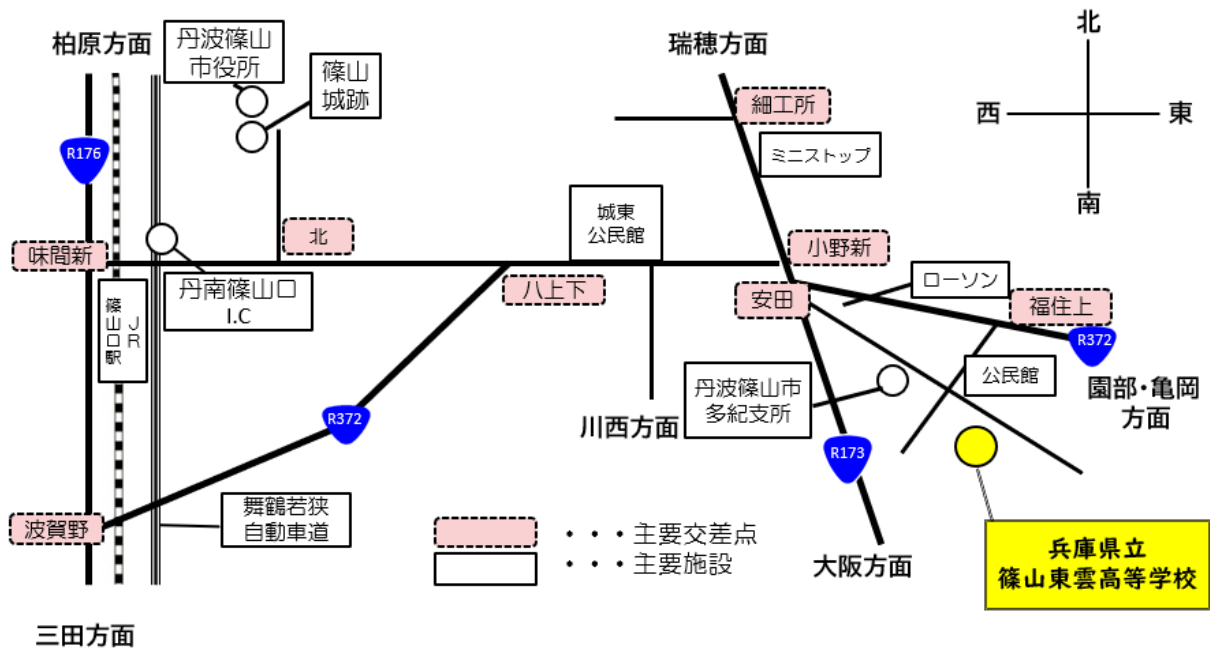 柏原方面
丹波篠山
市役所
篠山
城跡
瑞穂方面
細工所
ミニストップ
北
西
東
南
R176
味間新
北
城東
公民館
小野新
丹南篠山口
I.C
篠山口駅
JR
八上下
安田
ローソン
福住上
R372
公民館
園部・亀岡
方面
丹波篠山市
多紀支所
川西方面
R372
R173
波賀野
舞鶴若狭
自動車道
・・・主要交差点
・・・主要施設
大阪方面
兵庫県立
篠山東雲高等学校
三田方面